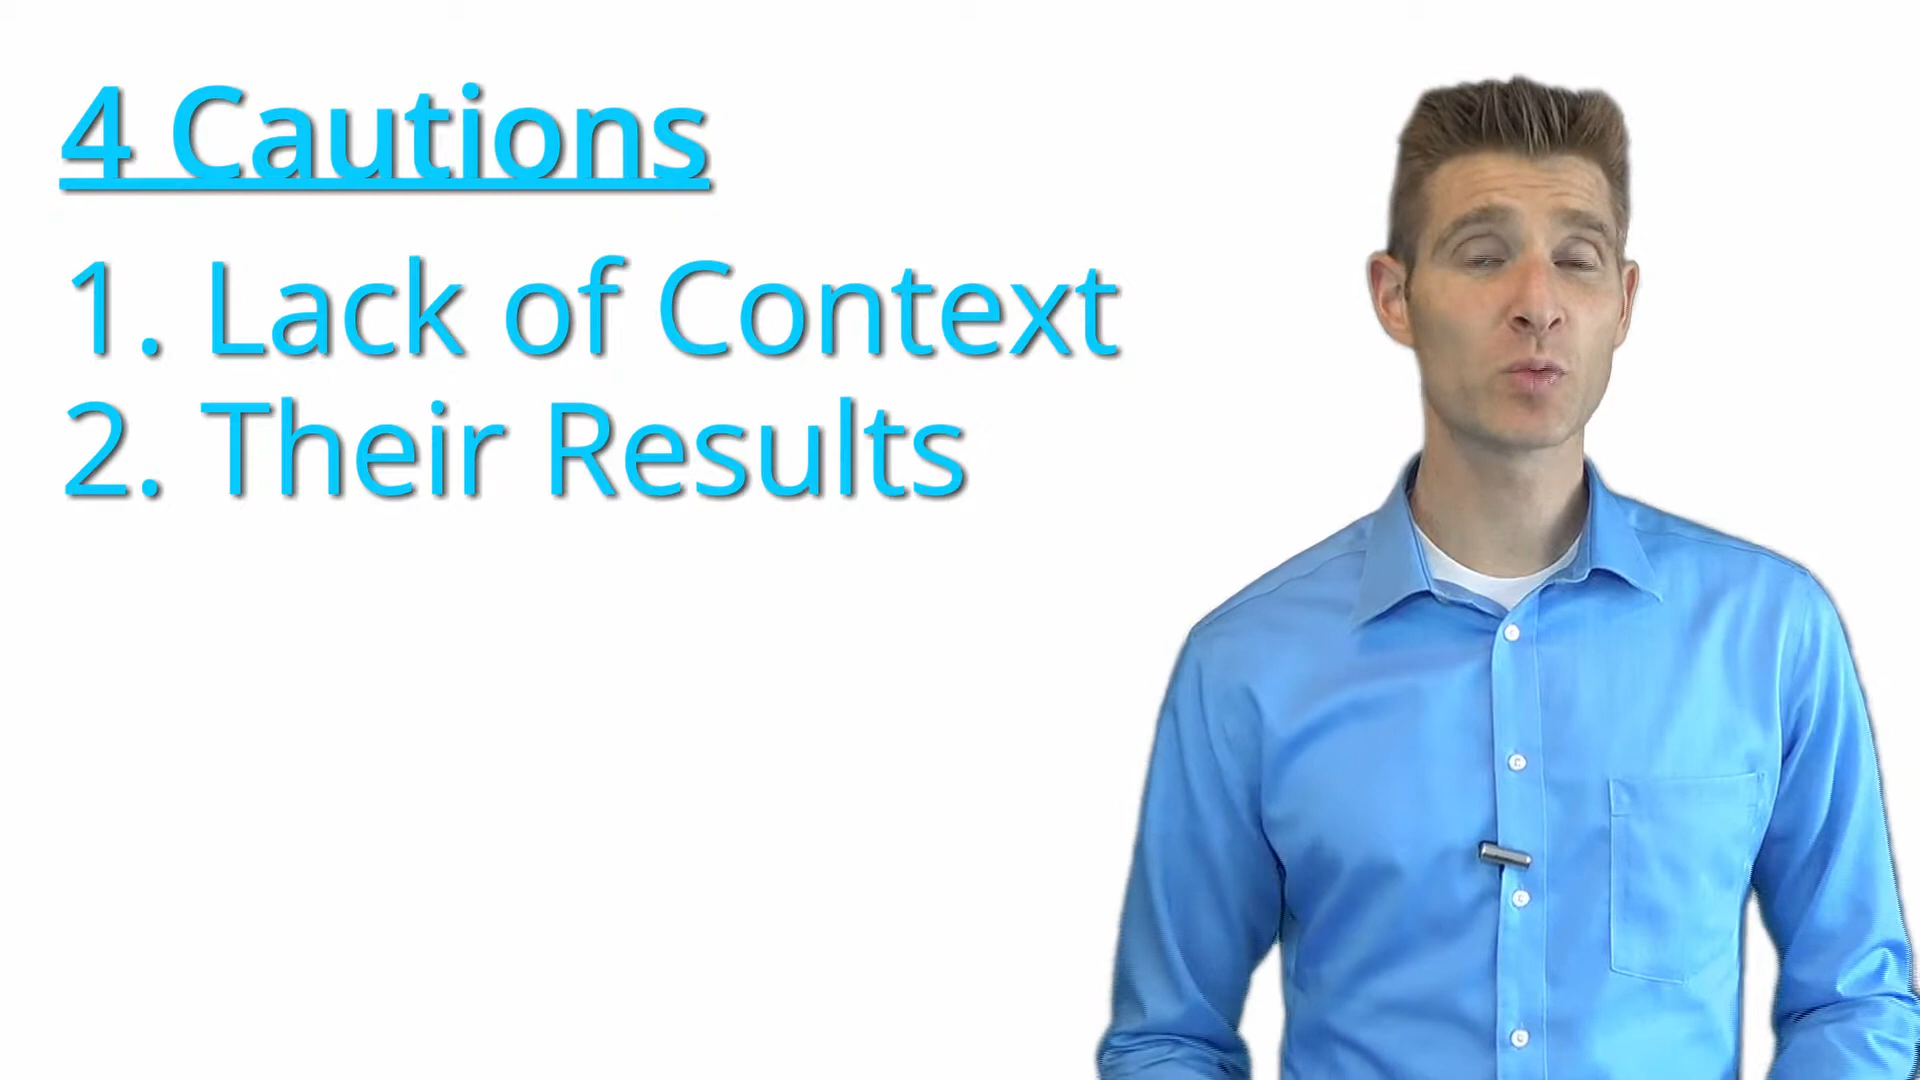 4 Cautions
1. Lack of Context
2. Their Results